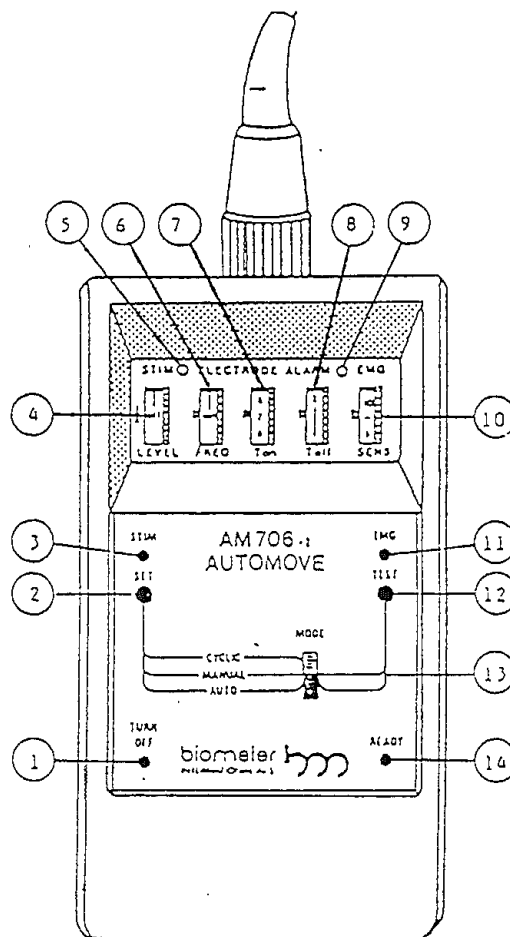 5 6 7 8 9
STIM ELECTRODE ALARM EMG
4 10
LEVEL FREQ Ton Toff SENS
3 STIM AM706 EMG 11
AUTOMOVE
2 SET TEST 12
MODE
CYCLIC
MANUAL 13
AUTO
TURN
OFF
READY
1 biometer 14